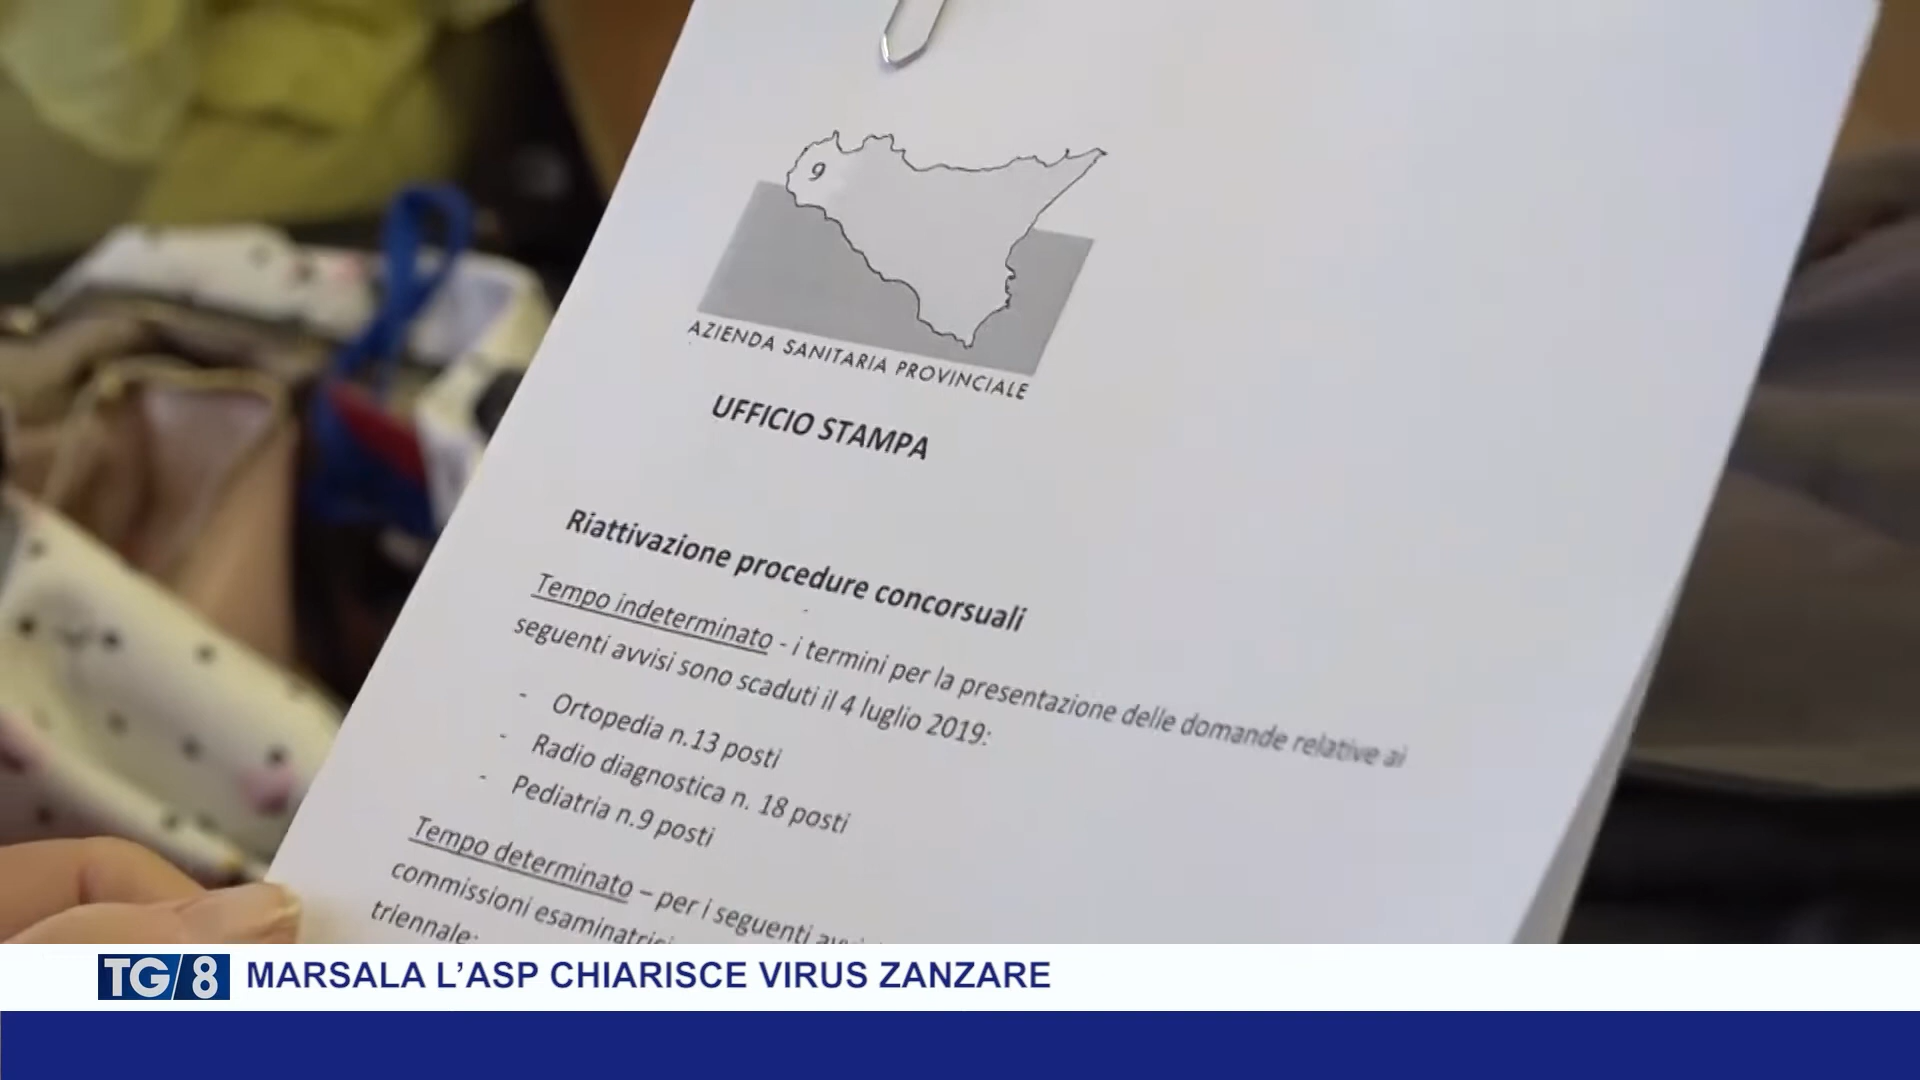 9
AZIENDA SANITARIA PROVINCIALE
UFFICIO STAMPA
Riattivazione procedure concorsuali
Tempo indeterminato - i termini per la presentazione delle domande relative ai
seguenti avvisi sono scaduti il 4 luglio 2019:
- Ortopedia n.13 posti
- Radio diagnostica n. 18 posti
- Pediatria n.9 posti
Tempo determinato – per i seguenti
commissioni esaminatrici
triennale:
TG/8 MARSALA L’ASP CHIARISCE VIRUS ZANZARE